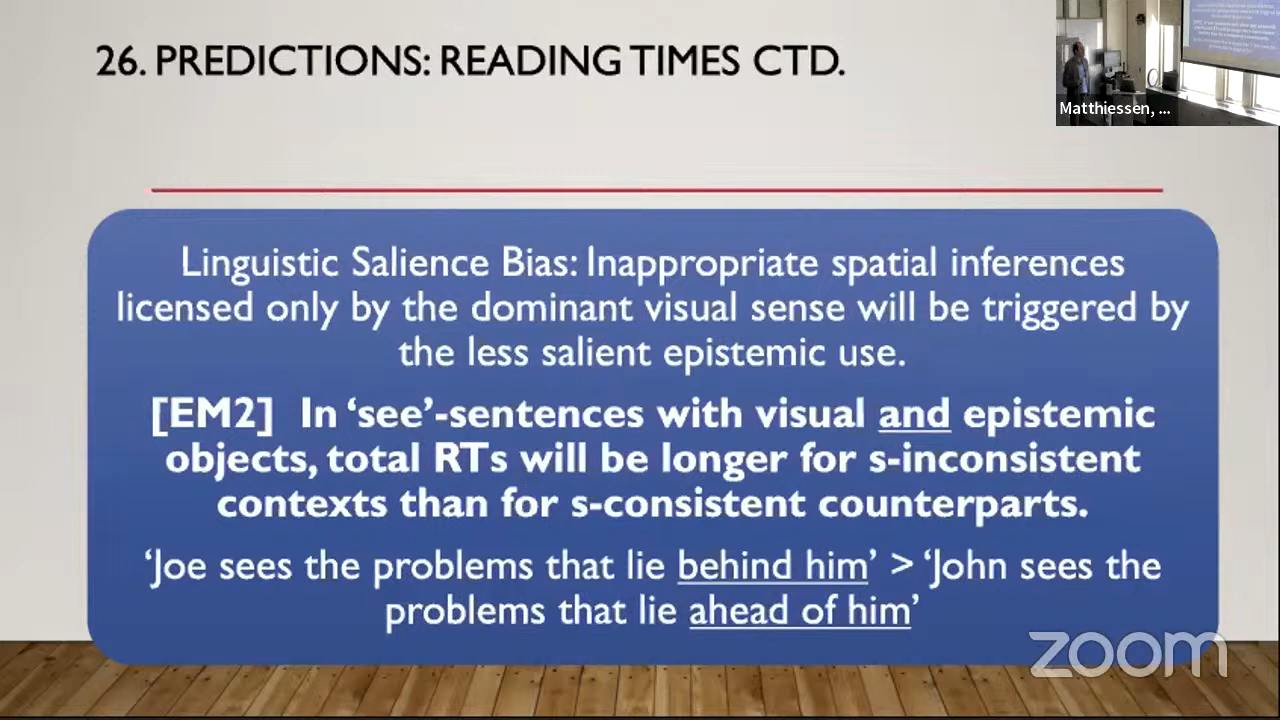 26. PREDICTIONS: READING TIMES CTD.
Matthiessen, ...
Linguistic Salience Bias: Inappropriate spatial inferences
licensed only by the dominant visual sense will be triggered by
the less salient epistemic use.
[EM2] In ‘see’-sentences with visual and epistemic
objects, total RTs will be longer for s-inconsistent
contexts than for s-consistent counterparts.
‘Joe sees the problems that lie behind him’ > ‘John sees the
problems that lie ahead of him’
zoom